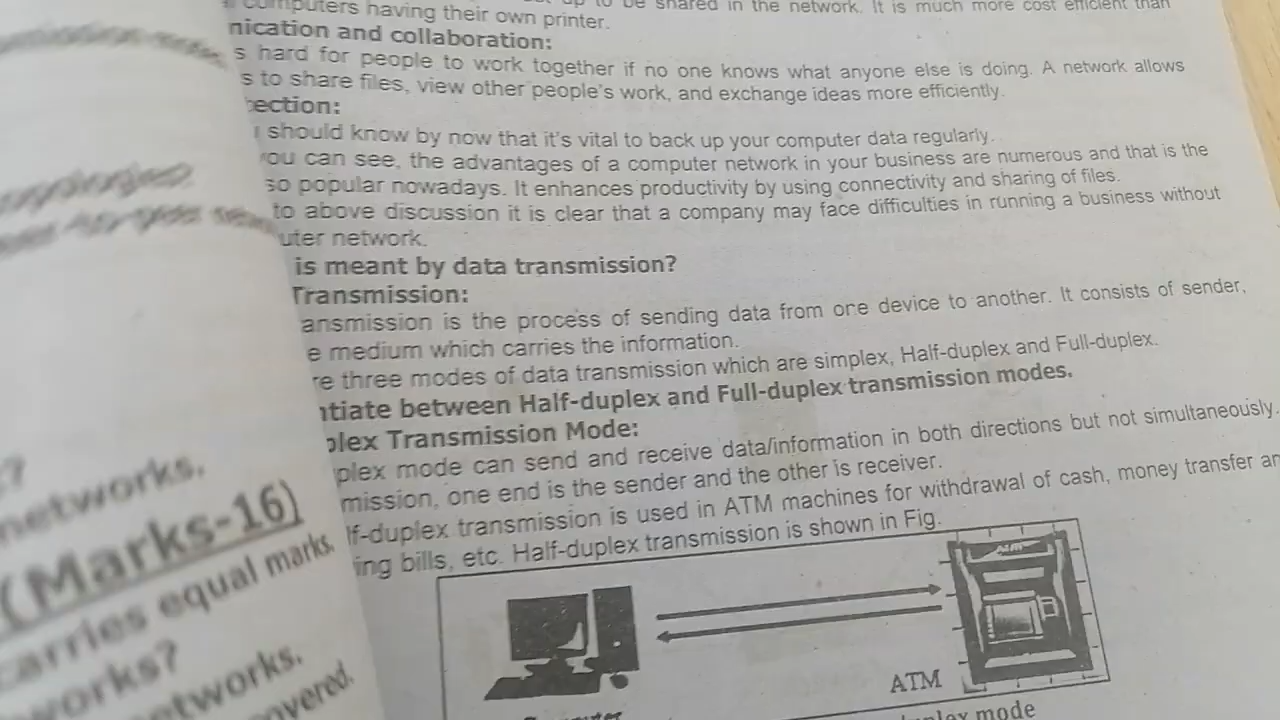 to be shared in the network. It is much more cost efficient than
computers having their own printer.
nication and collaboration:
s hard for people to work together if no one knows what anyone else is doing. A network allows
s to share files, view other people's work, and exchange ideas more efficiently.
ection:
should know by now that it's vital to back up your computer data regularly.
ou can see, the advantages of a computer network in your business are numerous and that is the
so popular nowadays. It enhances productivity by using connectivity and sharing of files.
to above discussion it is clear that a company may face difficulties in running a business without
uter network.
is meant by data transmission?
Transmission:
ansmission is the process of sending data from one device to another. It consists of sender,
e medium which carries the information.
re three modes of data transmission which are simplex, Half-duplex and Full-duplex.
ntiate between Half-duplex and Full-duplex transmission modes.
plex Transmission Mode:
plex mode can send and receive data/information in both directions but not simultaneously.
mission, one end is the sender and the other is receiver.
lf-duplex transmission is used in ATM machines for withdrawal of cash, money transfer an
ing bills, etc. Half-duplex transmission is shown in Fig.
ATM
ATM
plex mode
?
networks.
(Marks-16)
carries equal marks.
works?
etworks.
overed.